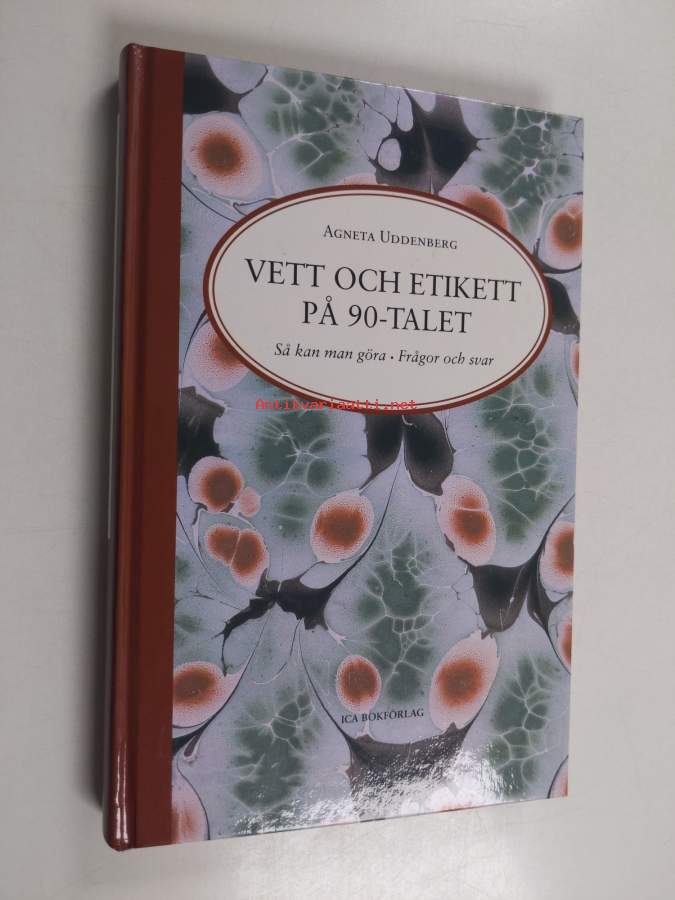 AGNETA UDDENBERG
VETT OCH ETIKETT
PÅ 90-TALET
Så kan man göra • Frågor och svar
Antikvariaatti.net
ICA BOKFÖRLAG